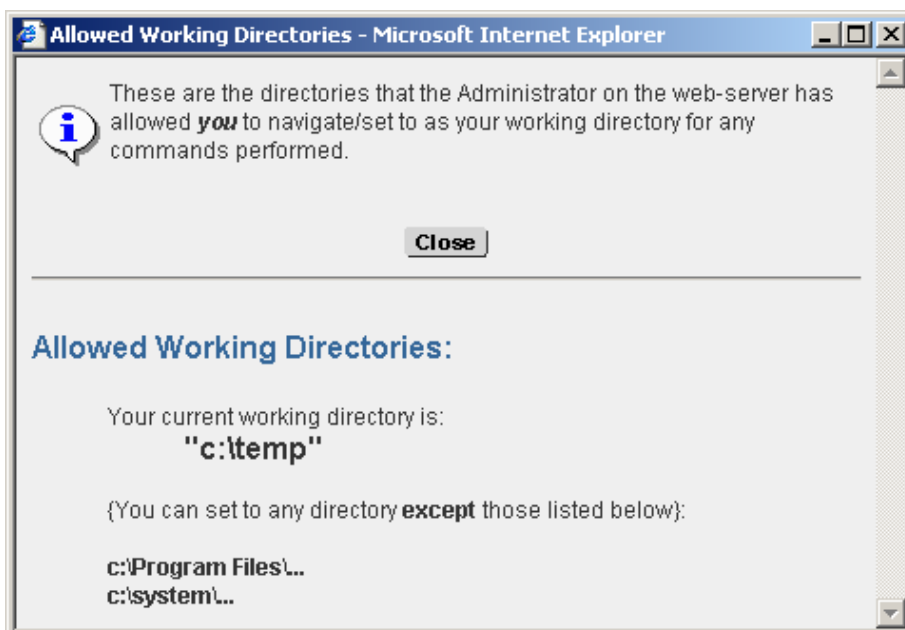 Allowed Working Directories - Microsoft Internet Explorer
These are the directories that the Administrator on the web-server has
allowed you to navigate/set to as your working directory for any
commands performed.
Close
Allowed Working Directories:
Your current working directory is:
"c:\temp"
{You can set to any directory except those listed below}:
c:\Program Files\...
c:\system\...